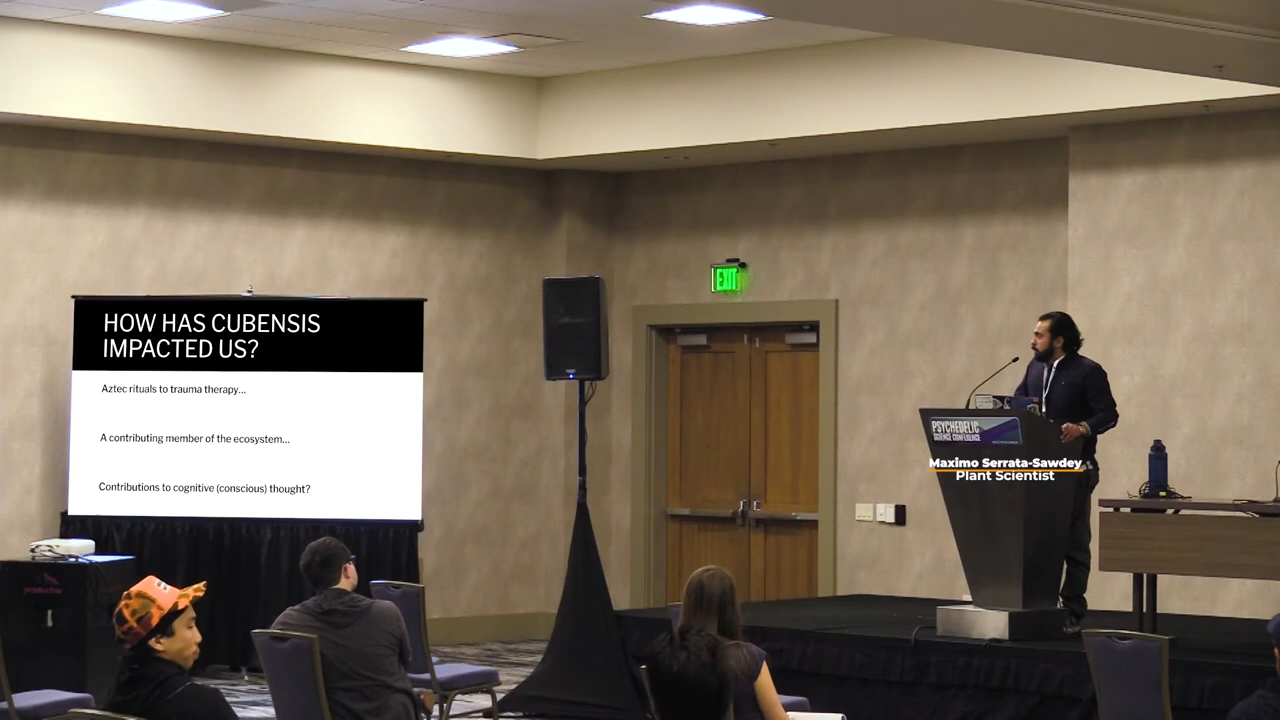 HOW HAS CUBENSIS
IMPACTED US?
Aztec rituals to trauma therapy...
A contributing member of the ecosystem...
Contributions to cognitive (conscious) thought?
EXIT
PSYCHEDELIC
SCIENCE CONFERENCE
Maximo Serrata-Sawdey
Plant Scientist